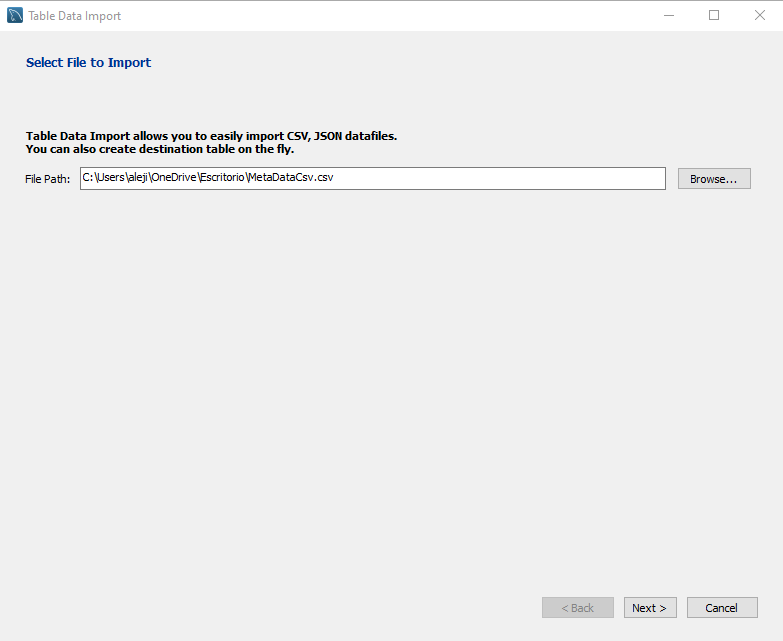 Table Data Import
Select File to Import
Table Data Import allows you to easily import CSV, JSON datafiles.
You can also create destination table on the fly.
File Path: C:\Users\aleji\OneDrive\Escritorio\MetaDataCsv.csv Browse...
< Back Next > Cancel